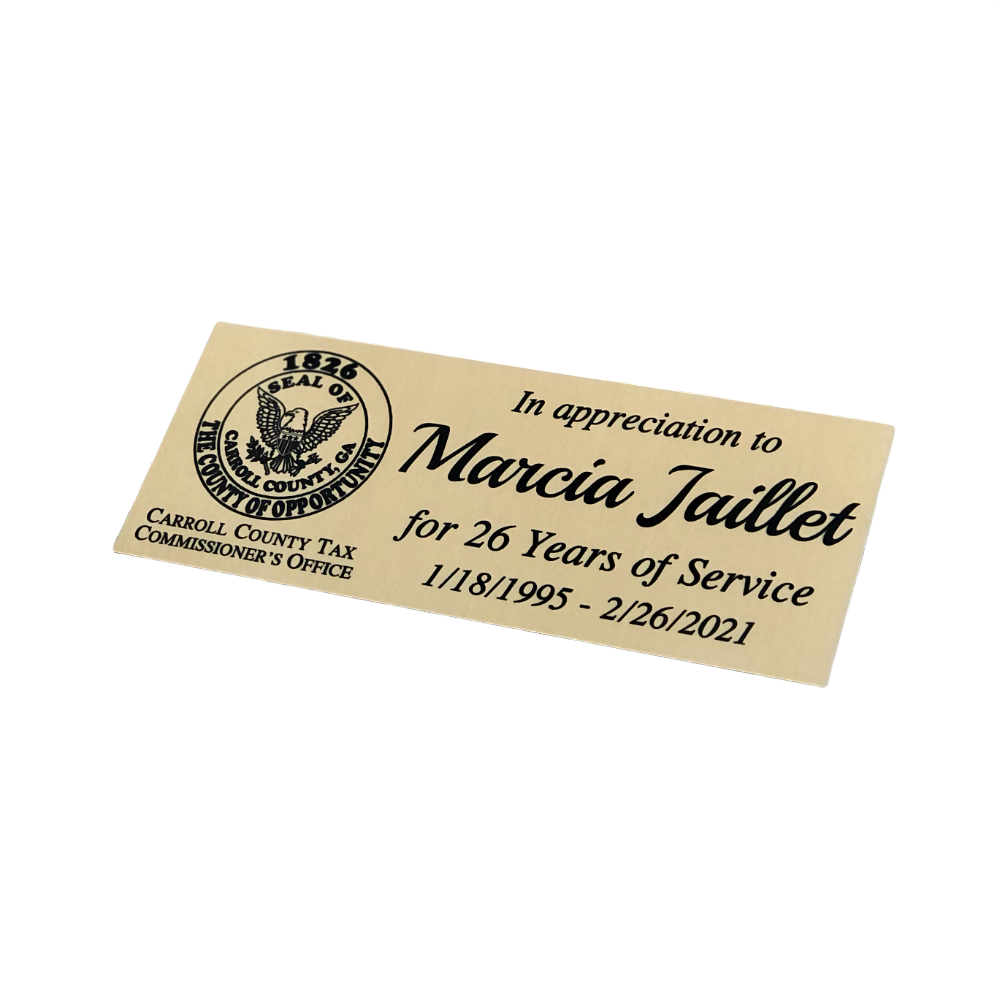 1826
SEAL OF
CARROLL COUNTY, GA
THE COUNTY OF OPPORTUNITY
CARROLL COUNTY TAX
COMMISSIONER'S OFFICE
In appreciation to
Marcia Jaillet
for 26 Years of Service
1/18/1995 - 2/26/2021